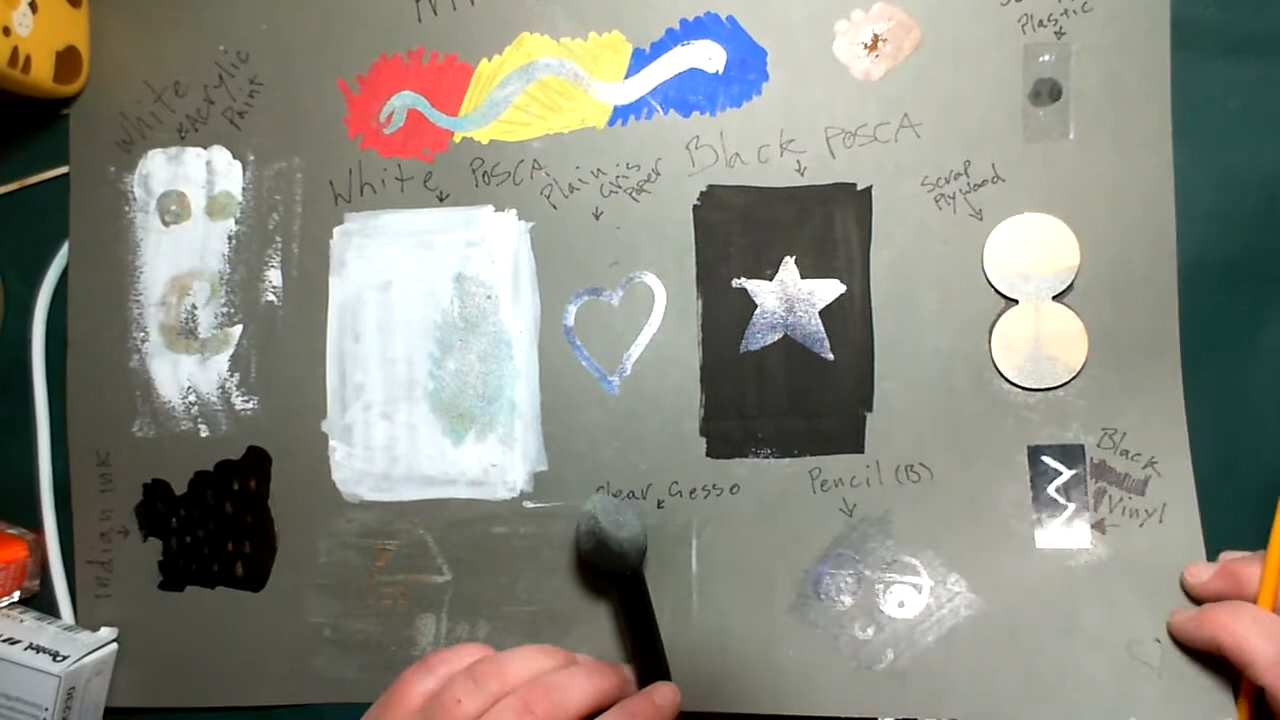 Plastic
White
Acrylic
Paint
White POSCA
Plain
Gris
Paper
Black POSCA
Scrap
Plywood
Indian Ink
Clear Gesso
Pencil (B)
Black
Vinyl
Pentel